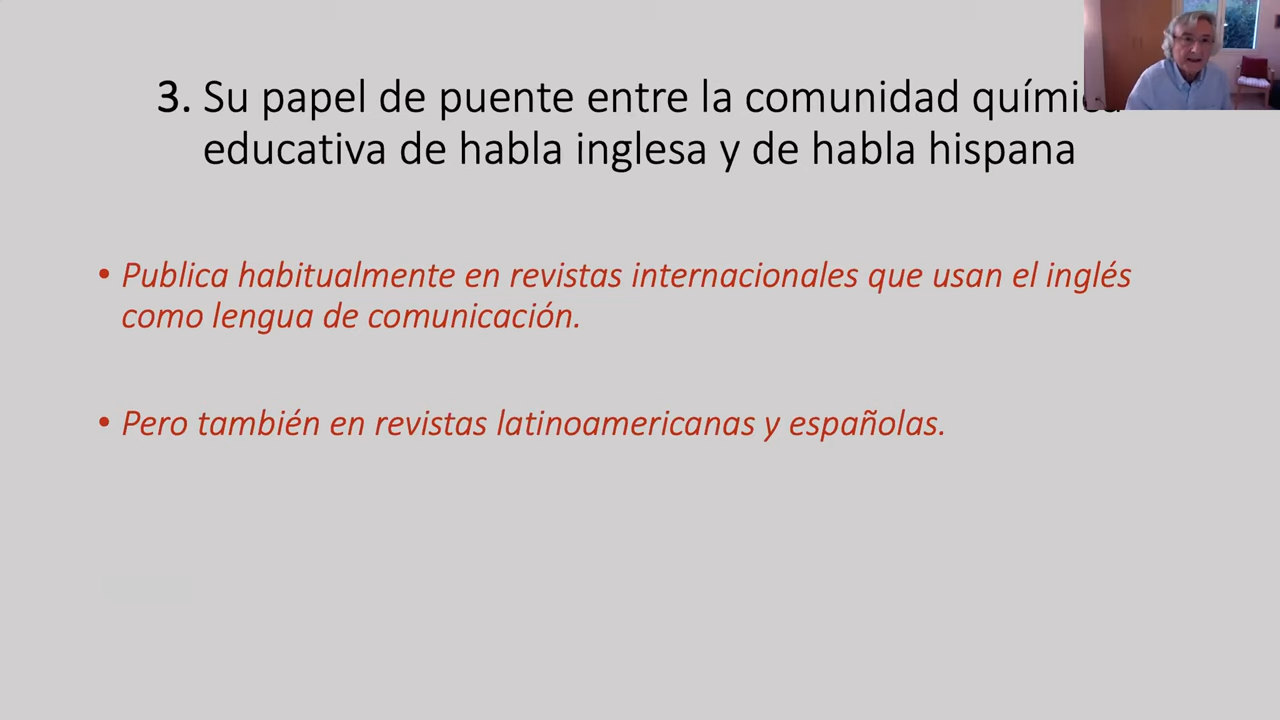 3. Su papel de puente entre la comunidad química
educativa de habla inglesa y de habla hispana
• Publica habitualmente en revistas internacionales que usan el inglés
como lengua de comunicación.
• Pero también en revistas latinoamericanas y españolas.